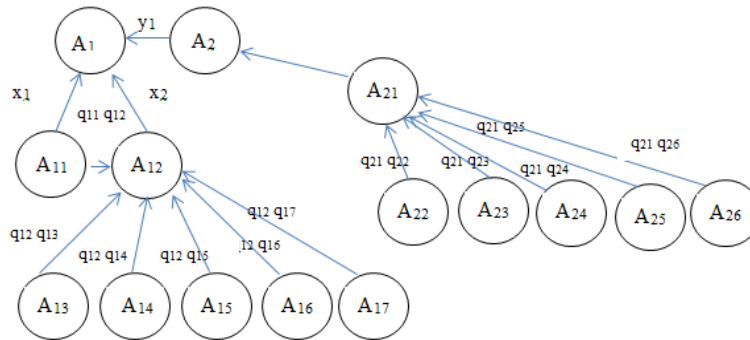 y₁
A₁ A₂
x₁ x₂ A₂₁
q₁₁ q₁₂ q₂₁ q₂₅ q₂₁ q₂₆
A₁₁ A₁₂ q₂₁ q₂₂ q₂₁ q₂₃ q₂₁ q₂₄
q₁₂ q₁₇ A₂₂ A₂₃ A₂₄ A₂₅ A₂₆
q₁₂ q₁₃ q₁₂ q₁₄ q₁₂ q₁₅ ₁₂ q₁₆
A₁₃ A₁₄ A₁₅ A₁₆ A₁₇